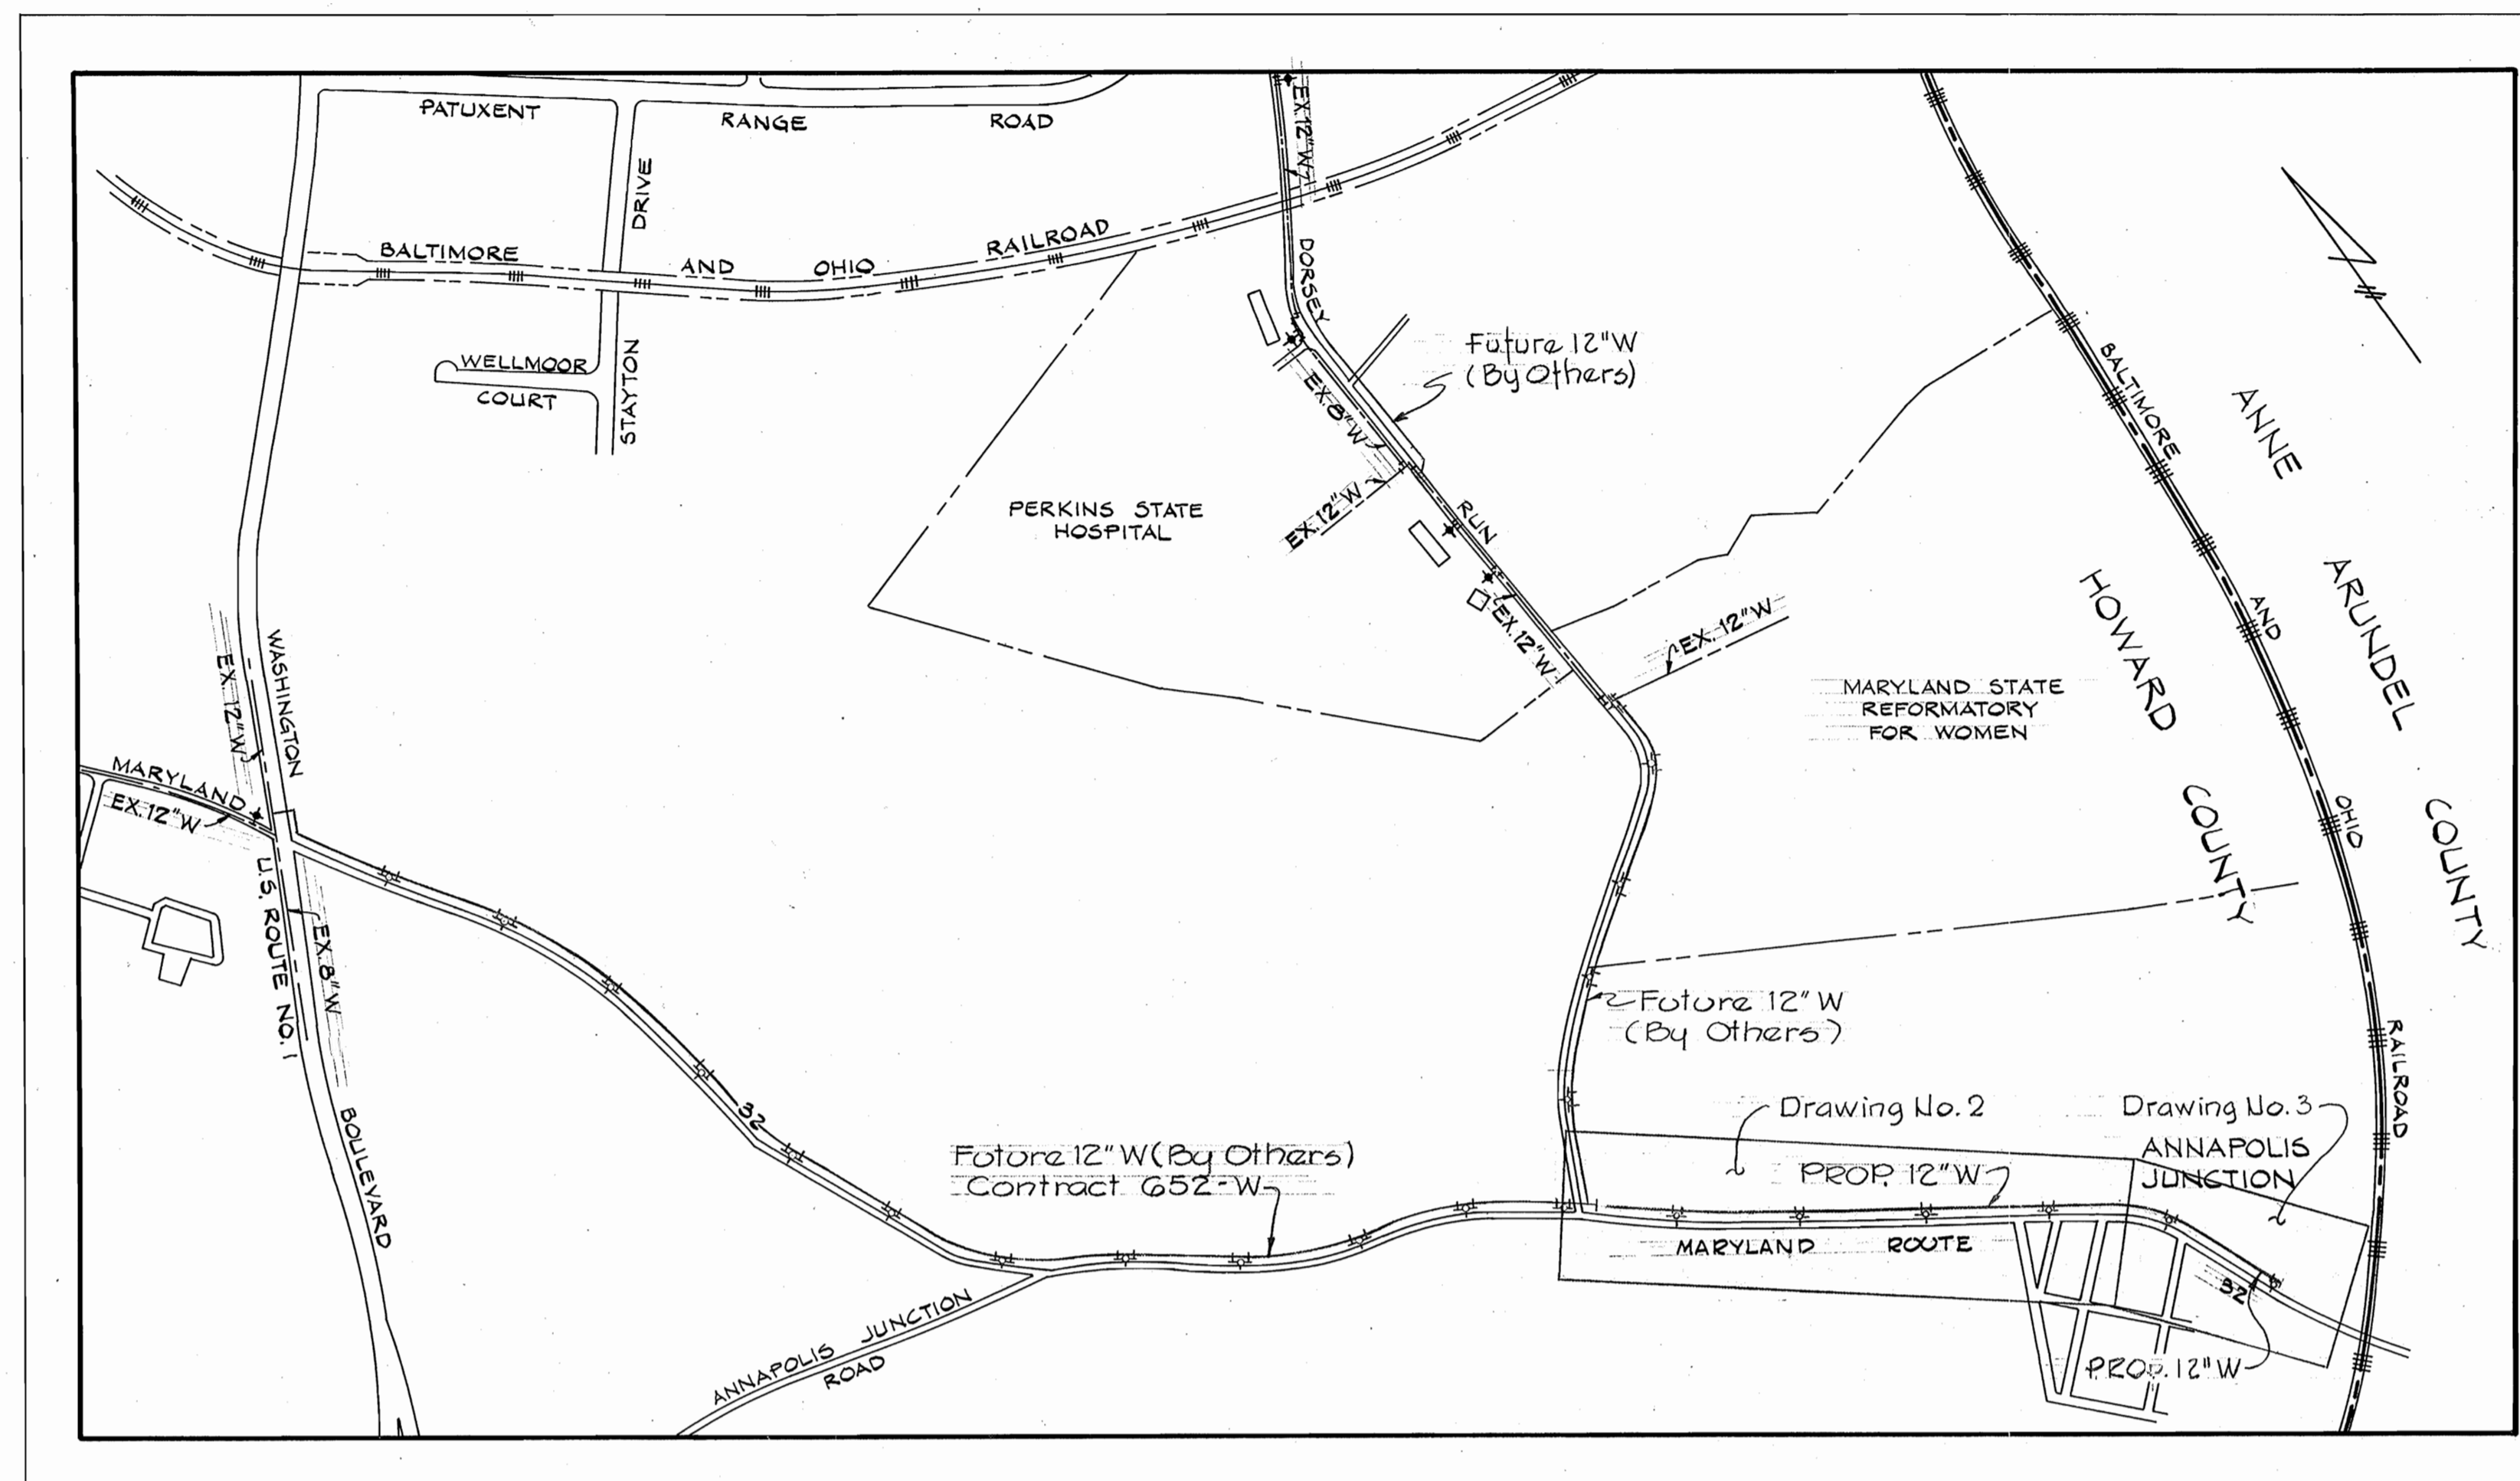 PATUXENT RANGE ROAD
DRIVE
STAYTON
WELLMOOR
COURT
BALTIMORE AND OHIO RAILROAD
EX. 12" W
DORSEY
RUN
Future 12" W
(By Others)
EX. 8" W
EX. 12" W
EX. 12" W
EX. 12" W
PERKINS STATE
HOSPITAL
MARYLAND STATE
REFORMATORY
FOR WOMEN
BALTIMORE AND OHIO RAILROAD
ANNE ARUNDEL COUNTY
HOWARD COUNTY
WASHINGTON
BOULEVARD
EX. 12" W
MARYLAND
EX. 12" W
U.S. ROUTE NO. 1
EX. 8" W
32
Future 12" W
(By Others)
Future 12" W (By Others)
Contract 652-W
Drawing No. 2
Drawing No. 3
ANNAPOLIS
JUNCTION
PROP. 12" W
MARYLAND ROUTE
32
PROP. 12" W
ANNAPOLIS JUNCTION
ROAD